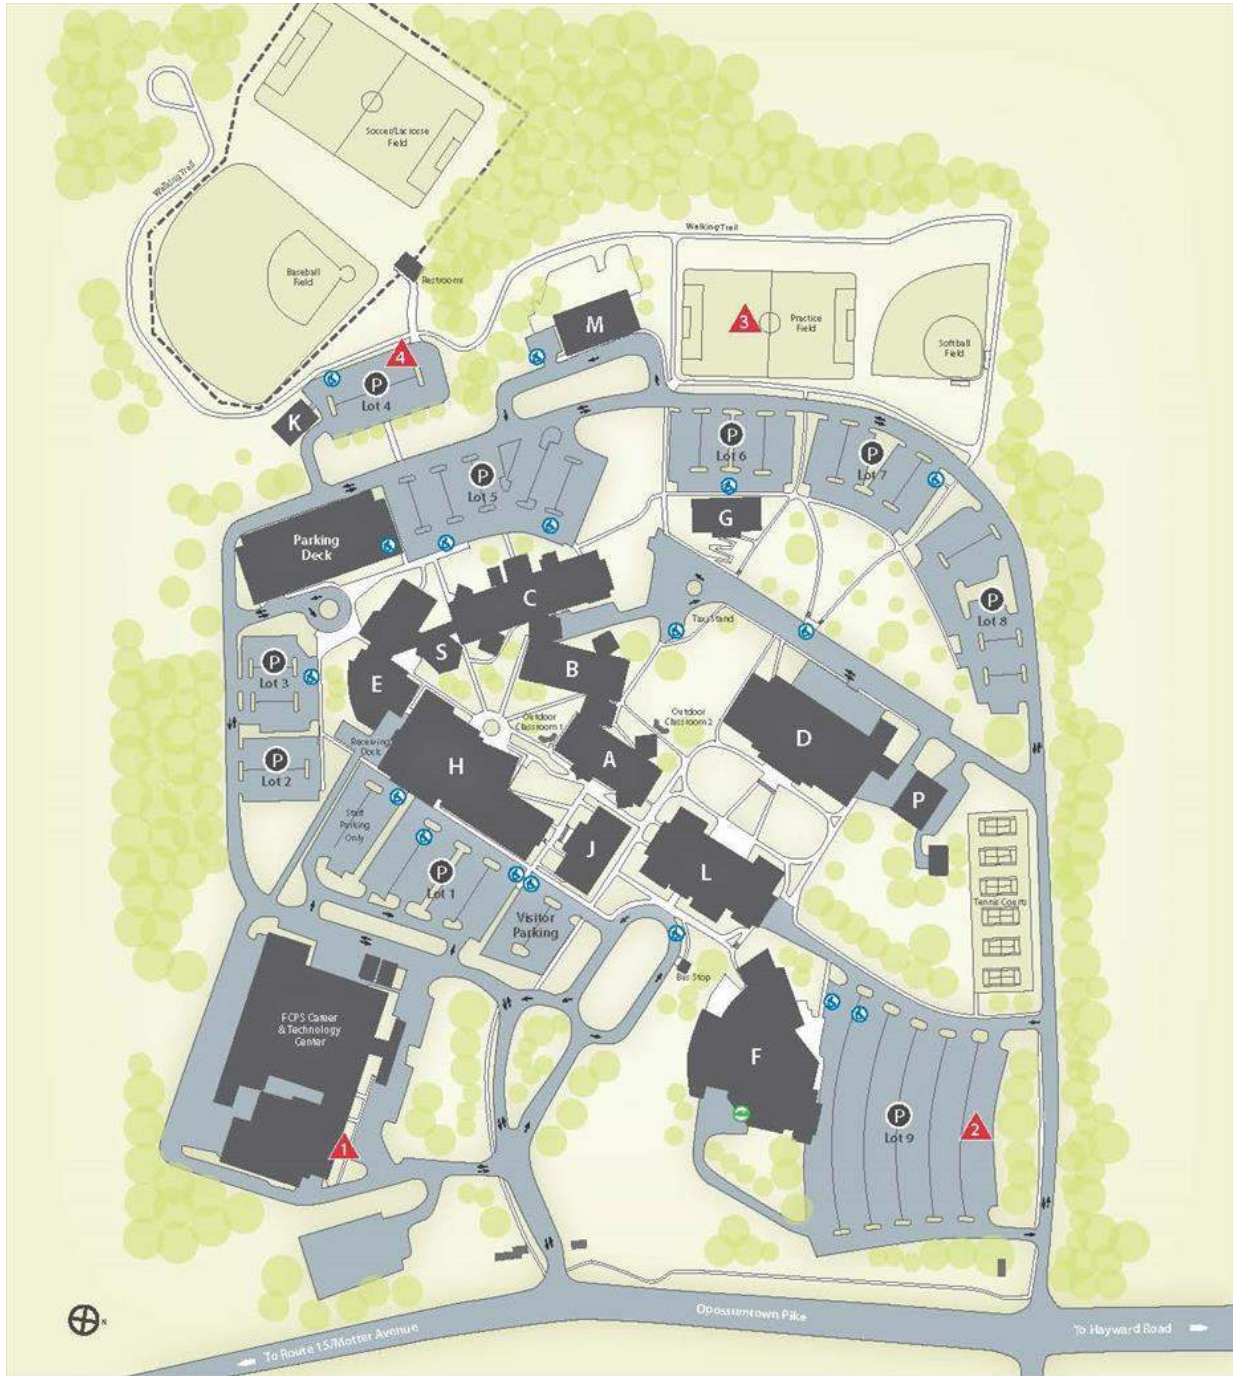 Soccer/Lacrosse
Field
Walking Trail
Walking Trail
Baseball
Field
Restrooms
M
3
Practice
Field
Softball
Field
4
P
Lot 4
K
P
Lot 6
P
Lot 7
P
Lot 5
G
Parking
Deck
C
P
Lot 8
Taxi Stand
S
B
P
Lot 3
E
Outdoor
Classroom 1
Outdoor
Classroom 2
Receiving
Dock
D
P
Lot 2
H
A
P
Staff
Parking
Only
J
L
P
Lot 1
Tennis Courts
Visitor
Parking
Bus Stop
FCPS Career
& Technology
Center
F
P
Lot 9
2
1
N
Opossumtown Pike
To Hayward Road
To Route 15/Motter Avenue